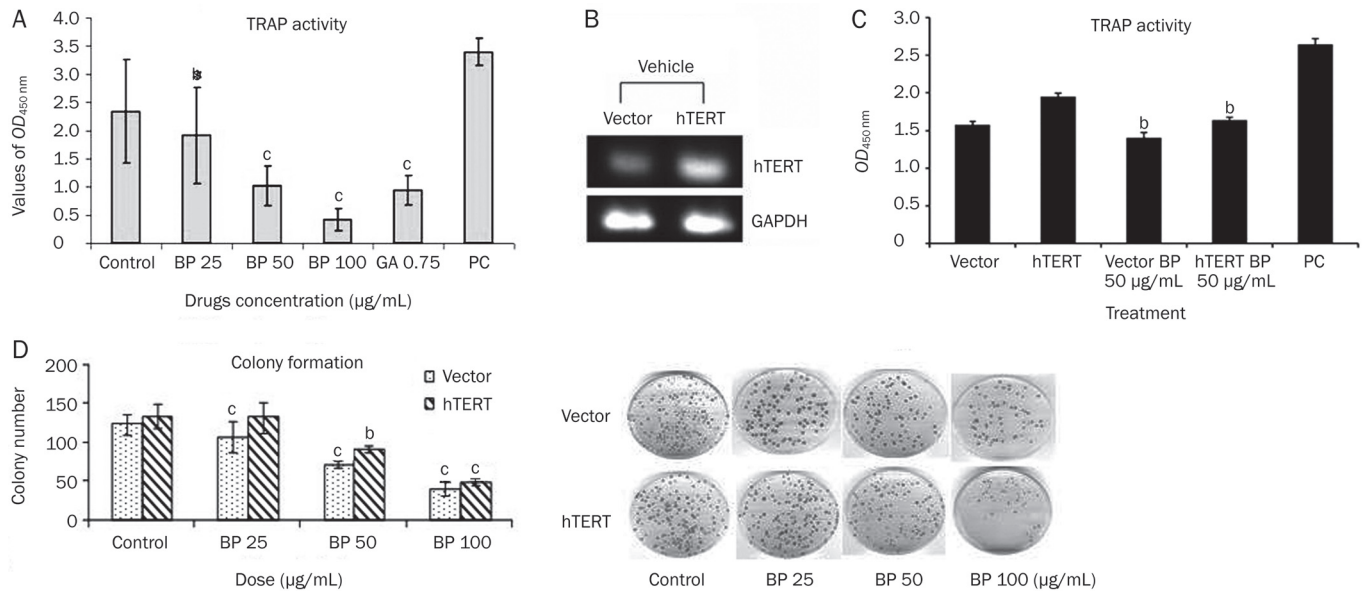 A
TRAP activity
Values of OD450 nm
4.0
3.5
3.0
2.5
2.0
1.5
1.0
0.5
0
b
c
c
c
Control BP 25 BP 50 BP 100 GA 0.75 PC
Drugs concentration (µg/mL)
B
Vehicle
Vector hTERT
hTERT
GAPDH
C
TRAP activity
OD450 nm
3.0
2.5
2.0
1.5
1.0
0.5
0
b
b
Vector hTERT Vector BP hTERT BP PC
50 µg/mL 50 µg/mL
Treatment
D
Colony formation
Colony number
200
150
100
50
0
Vector
hTERT
c
c
b
c
c
Control BP 25 BP 50 BP 100
Dose (µg/mL)
Vector
hTERT
Control BP 25 BP 50 BP 100 (µg/mL)